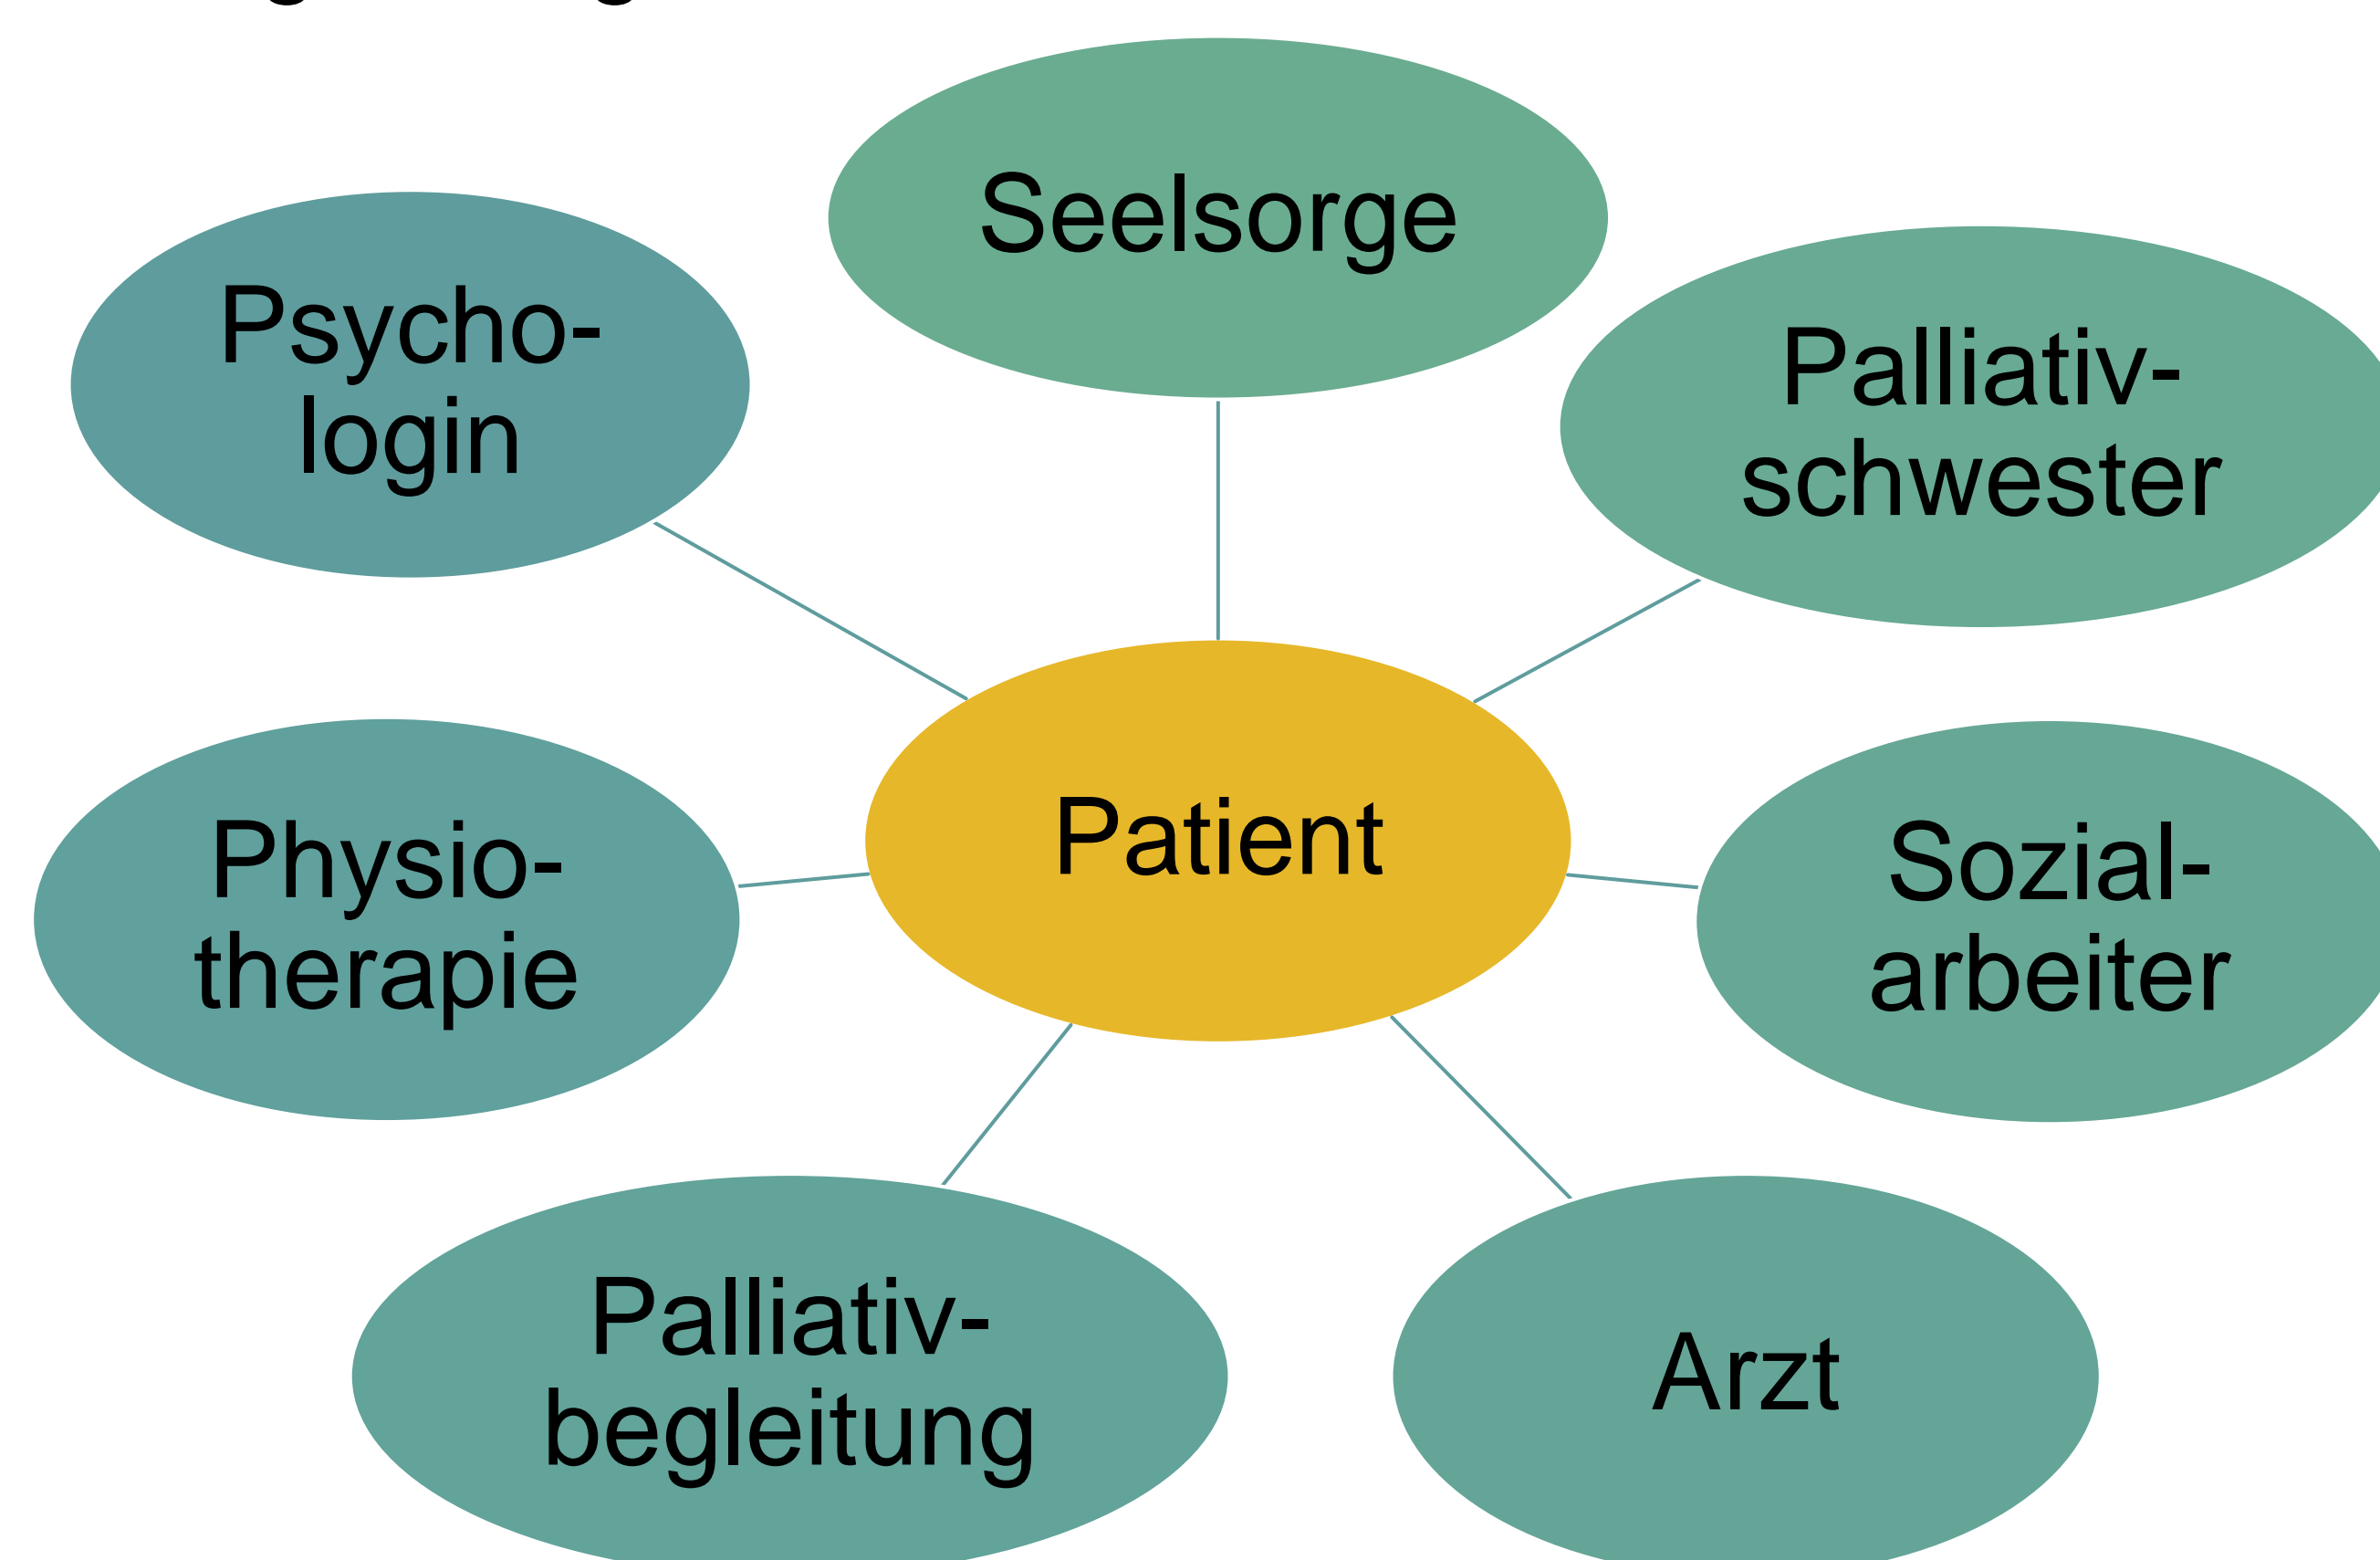 Seelsorge
Psycho-
login
Palliativ-
schwester
Patient
Physio-
therapie
Sozial-
arbeiter
Palliativ-
begleitung
Arzt